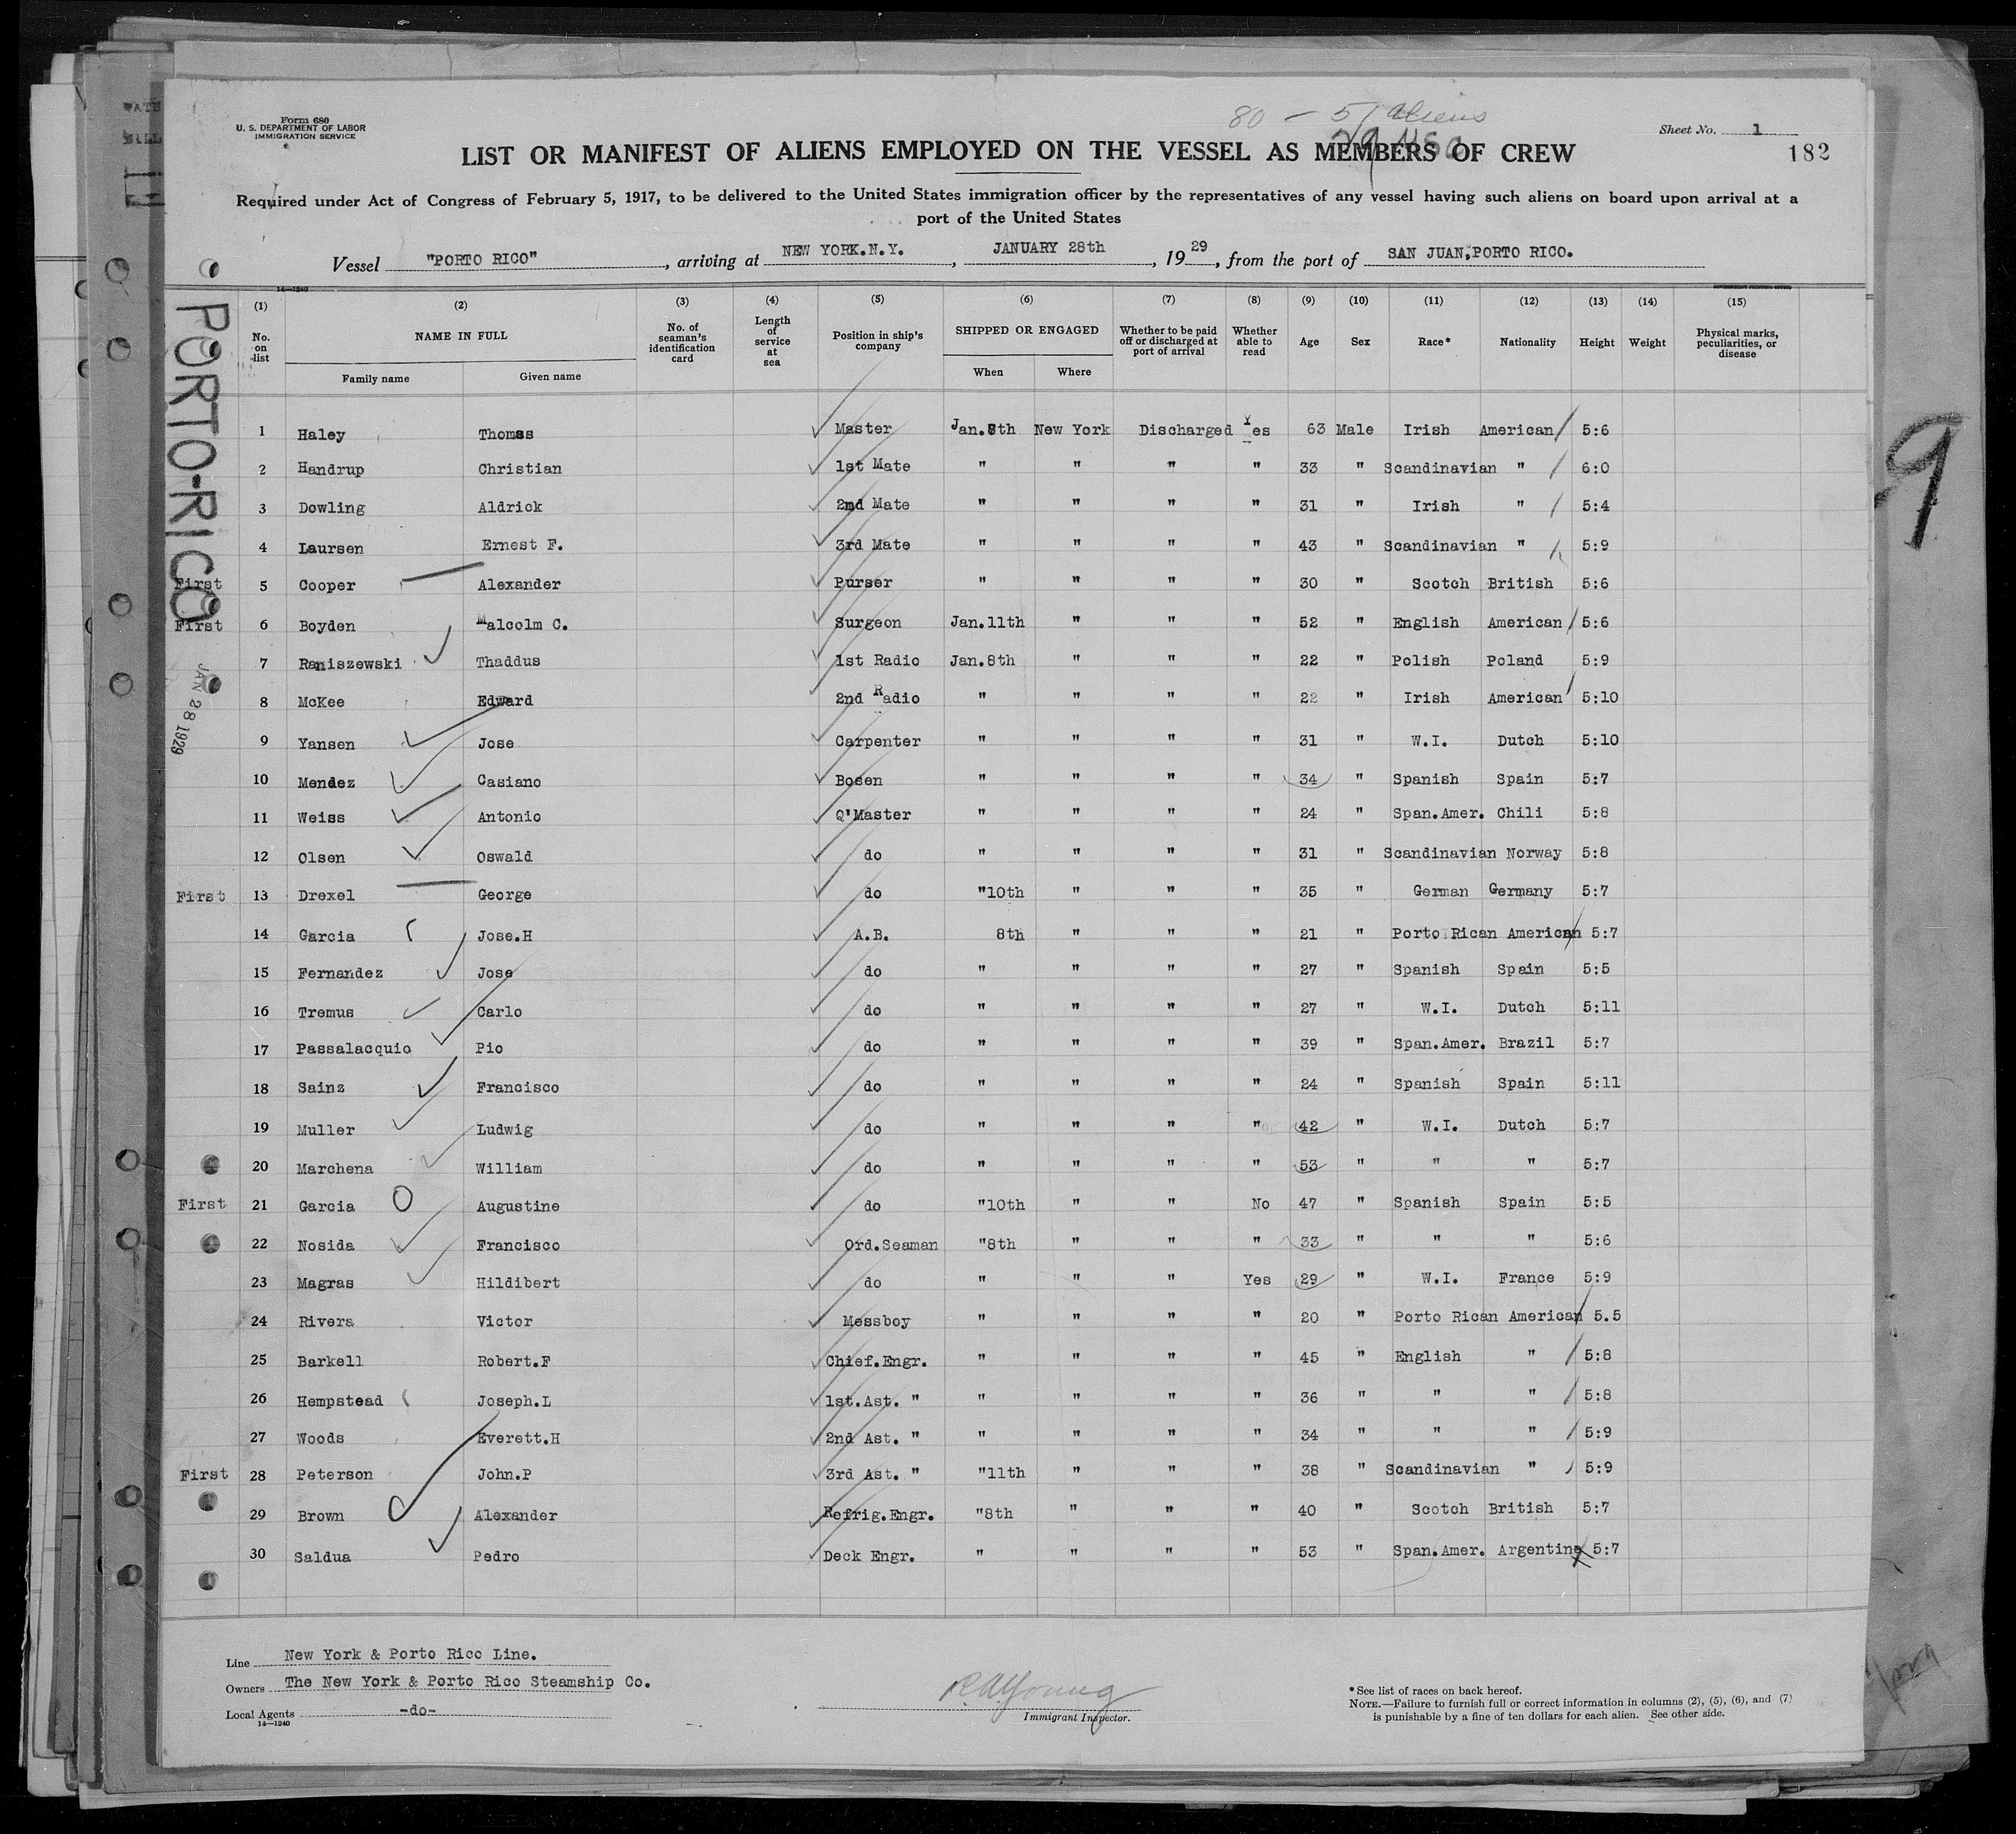 Form 680
U. S. DEPARTMENT OF LABOR
IMMIGRATION SERVICE
80 — 51 aliens
29 USC
Sheet No. 1
182
LIST OR MANIFEST OF ALIENS EMPLOYED ON THE VESSEL AS MEMBERS OF CREW
Required under Act of Congress of February 5, 1917, to be delivered to the United States immigration officer by the representatives of any vessel having such aliens on board upon arrival at a
port of the United States
Vessel "PORTO RICO", arriving at NEW YORK.N.Y., JANUARY 28th, 1929, from the port of SAN JUAN,PORTO RICO.
14—1240
PORTO-RICO
JAN 28 1929
9
(1) (2) (3) (4) (5) (6) (7) (8) (9) (10) (11) (12) (13) (14) (15)
No. on list NAME IN FULL Family name Given name No. of seaman's identification card Length of service at sea Position in ship's company SHIPPED OR ENGAGED When Where Whether to be paid off or discharged at port of arrival Whether able to read Age Sex Race* Nationality Height Weight Physical marks, peculiarities, or disease
1 Haley Thomas Master Jan.8th New York Discharged Yes 63 Male Irish American 5:6
2 Handrup Christian 1st Mate " " " " 33 " Scandinavian " 6:0
3 Dowling Aldrick 2nd Mate " " " " 31 " Irish " 5:4
4 Laursen Ernest F. 3rd Mate " " " " 43 " Scandinavian " 5:9
First 5 Cooper Alexander Purser " " " " 30 " Scotch British 5:6
First 6 Boyden Malcolm C. Surgeon Jan.11th " " " 52 " English American 5:6
7 Raniszewski Thaddus 1st Radio Jan.8th " " " 22 " Polish Poland 5:9
8 McKee Edward 2nd Radio " " " " 22 " Irish American 5:10
9 Yansen Jose Carpenter " " " " 31 " W.I. Dutch 5:10
10 Mendez Casiano Bosen " " " " 34 " Spanish Spain 5:7
11 Weiss Antonio Q'Master " " " " 24 " Span.Amer. Chili 5:8
12 Olsen Oswald do " " " " 31 " Scandinavian Norway 5:8
First 13 Drexel George do "10th " " " 35 " German Germany 5:7
14 Garcia Jose.H A.B. 8th " " " 21 " Porto Rican American 5:7
15 Fernandez Jose do " " " " 27 " Spanish Spain 5:5
16 Tremus Carlo do " " " " 27 " W.I. Dutch 5:11
17 Passalacquio Pio do " " " " 39 " Span.Amer. Brazil 5:7
18 Sainz Francisco do " " " " 24 " Spanish Spain 5:11
19 Muller Ludwig do " " " " 42 " W.I. Dutch 5:7
20 Marchena William do " " " " 53 " " " 5:7
First 21 Garcia Augustine do "10th " " No 47 " Spanish Spain 5:5
22 Nosida Francisco Ord.Seaman "8th " " " 33 " " " 5:6
23 Magras Hildibert do " " " Yes 29 " W.I. France 5:9
24 Rivera Victor Messboy " " " " 20 " Porto Rican American 5.5
25 Barkell Robert.F Chief.Engr. " " " " 45 " English " 5:8
26 Hempstead Joseph.L 1st.Ast. " " " " " 36 " " " 5:8
27 Woods Everett.H 2nd Ast. " " " " " 34 " " " 5:9
First 28 Peterson John.P 3rd Ast. " "11th " " " 38 " Scandinavian " 5:9
29 Brown Alexander Refrig.Engr. "8th " " " 40 " Scotch British 5:7
30 Saldua Pedro Deck Engr. " " " " 53 " Span.Amer. Argentine 5:7
Line New York & Porto Rico Line.
Owners The New York & Porto Rico Steamship Co.
Local Agents -do-
14—1240
RAYoung
Immigrant Inspector.
*See list of races on back hereof.
NOTE.—Failure to furnish full or correct information in columns (2), (5), (6), and (7)
is punishable by a fine of ten dollars for each alien. See other side.